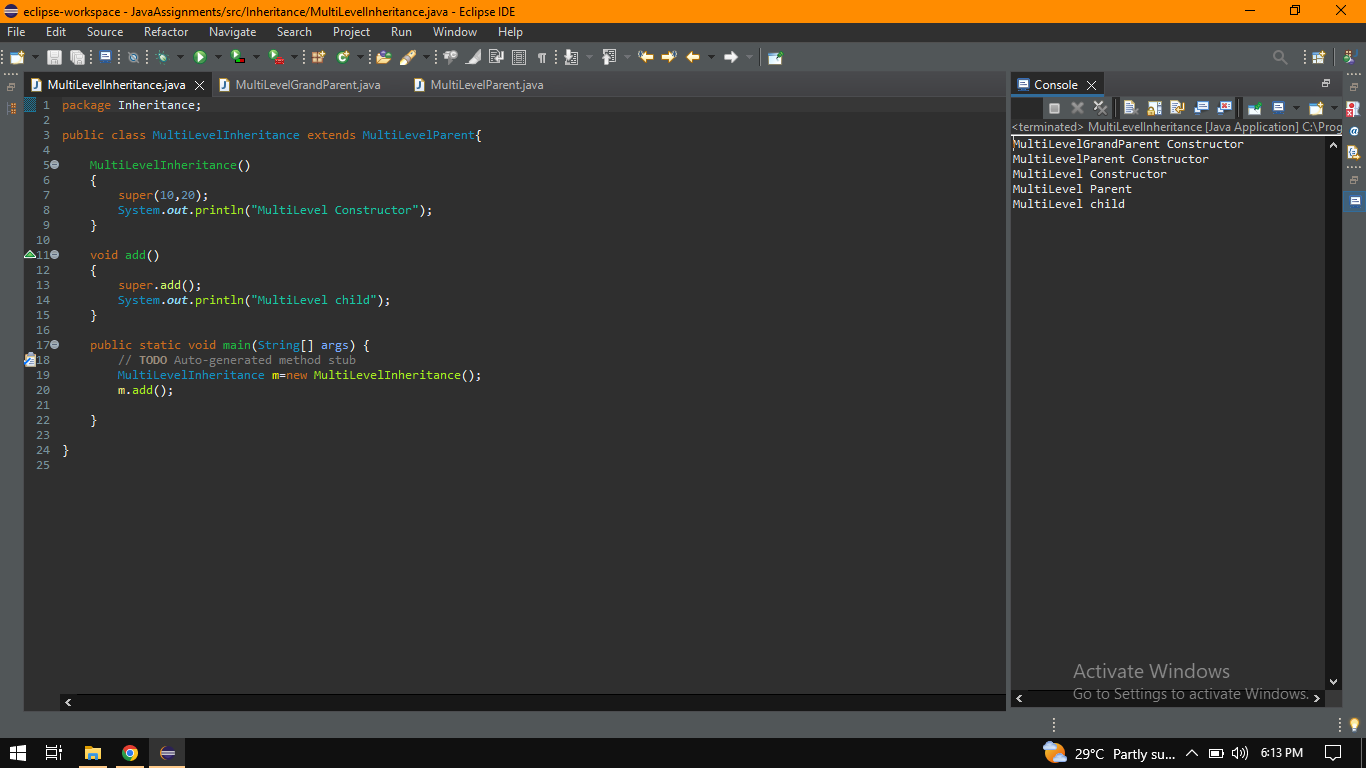 eclipse-workspace - JavaAssignments/src/Inheritance/MultiLevelInheritance.java - Eclipse IDE
File Edit Source Refactor Navigate Search Project Run Window Help
MultiLevelInheritance.java MultiLevelGrandParent.java MultiLevelParent.java
1 package Inheritance;
2
3 public class MultiLevelInheritance extends MultiLevelParent{
4
5 MultiLevelInheritance()
6 {
7 super(10,20);
8 System.out.println("MultiLevel Constructor");
9 }
10
11 void add()
12 {
13 super.add();
14 System.out.println("MultiLevel child");
15 }
16
17 public static void main(String[] args) {
18 // TODO Auto-generated method stub
19 MultiLevelInheritance m=new MultiLevelInheritance();
20 m.add();
21
22 }
23
24 }
25
Console
<terminated> MultiLevelInheritance [Java Application] C:\Prog
MultiLevelGrandParent Constructor
MultiLevelParent Constructor
MultiLevel Constructor
MultiLevel Parent
MultiLevel child
Activate Windows
Go to Settings to activate Windows.
29°C Partly su... 6:13 PM